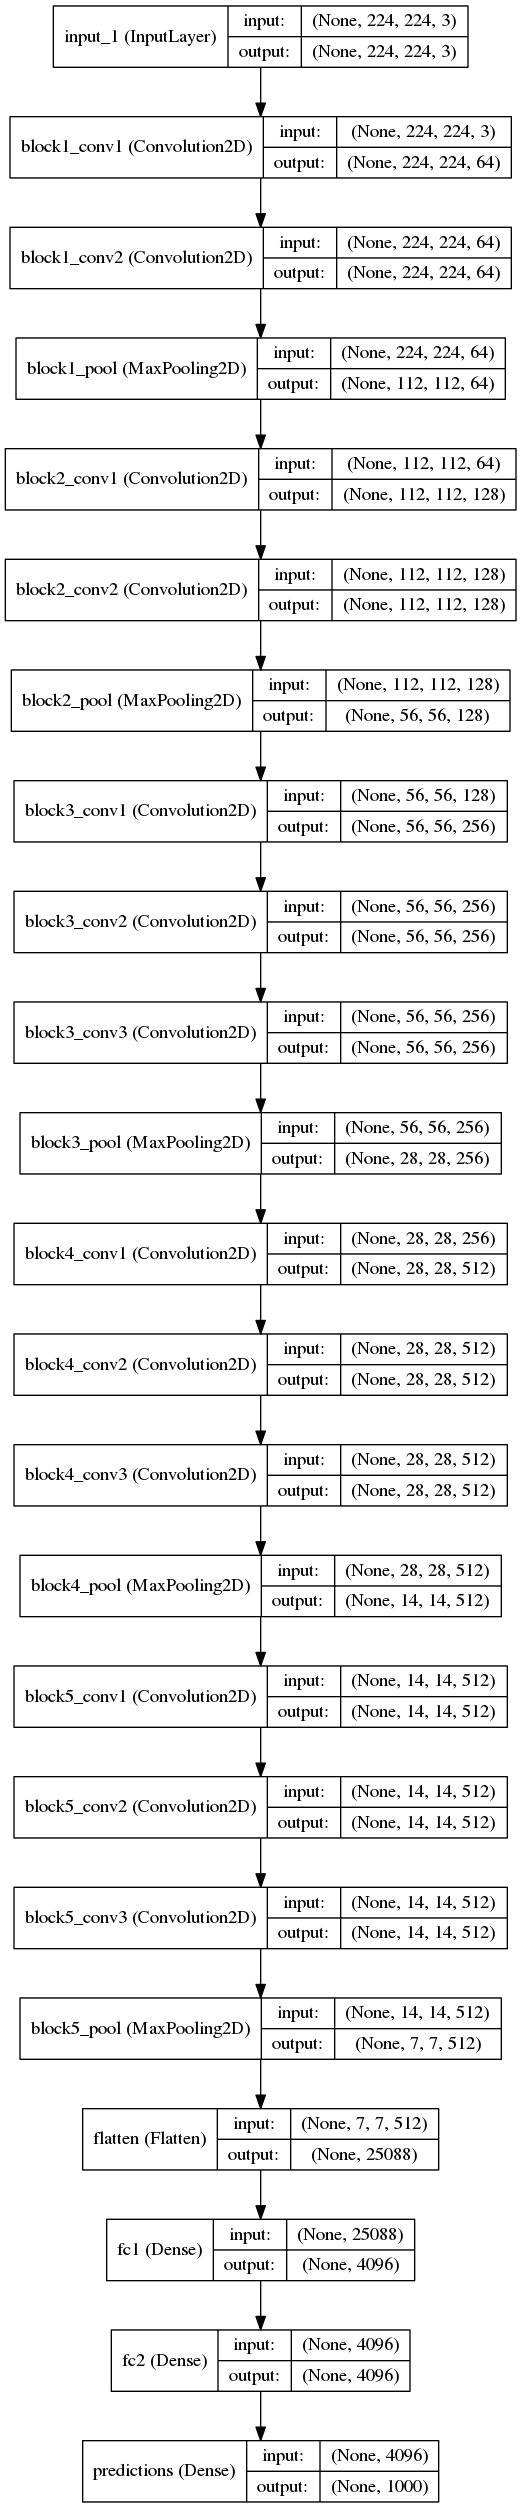 input_1 (InputLayer) input: (None, 224, 224, 3)
output: (None, 224, 224, 3)
block1_conv1 (Convolution2D) input: (None, 224, 224, 3)
output: (None, 224, 224, 64)
block1_conv2 (Convolution2D) input: (None, 224, 224, 64)
output: (None, 224, 224, 64)
block1_pool (MaxPooling2D) input: (None, 224, 224, 64)
output: (None, 112, 112, 64)
block2_conv1 (Convolution2D) input: (None, 112, 112, 64)
output: (None, 112, 112, 128)
block2_conv2 (Convolution2D) input: (None, 112, 112, 128)
output: (None, 112, 112, 128)
block2_pool (MaxPooling2D) input: (None, 112, 112, 128)
output: (None, 56, 56, 128)
block3_conv1 (Convolution2D) input: (None, 56, 56, 128)
output: (None, 56, 56, 256)
block3_conv2 (Convolution2D) input: (None, 56, 56, 256)
output: (None, 56, 56, 256)
block3_conv3 (Convolution2D) input: (None, 56, 56, 256)
output: (None, 56, 56, 256)
block3_pool (MaxPooling2D) input: (None, 56, 56, 256)
output: (None, 28, 28, 256)
block4_conv1 (Convolution2D) input: (None, 28, 28, 256)
output: (None, 28, 28, 512)
block4_conv2 (Convolution2D) input: (None, 28, 28, 512)
output: (None, 28, 28, 512)
block4_conv3 (Convolution2D) input: (None, 28, 28, 512)
output: (None, 28, 28, 512)
block4_pool (MaxPooling2D) input: (None, 28, 28, 512)
output: (None, 14, 14, 512)
block5_conv1 (Convolution2D) input: (None, 14, 14, 512)
output: (None, 14, 14, 512)
block5_conv2 (Convolution2D) input: (None, 14, 14, 512)
output: (None, 14, 14, 512)
block5_conv3 (Convolution2D) input: (None, 14, 14, 512)
output: (None, 14, 14, 512)
block5_pool (MaxPooling2D) input: (None, 14, 14, 512)
output: (None, 7, 7, 512)
flatten (Flatten) input: (None, 7, 7, 512)
output: (None, 25088)
fc1 (Dense) input: (None, 25088)
output: (None, 4096)
fc2 (Dense) input: (None, 4096)
output: (None, 4096)
predictions (Dense) input: (None, 4096)
output: (None, 1000)